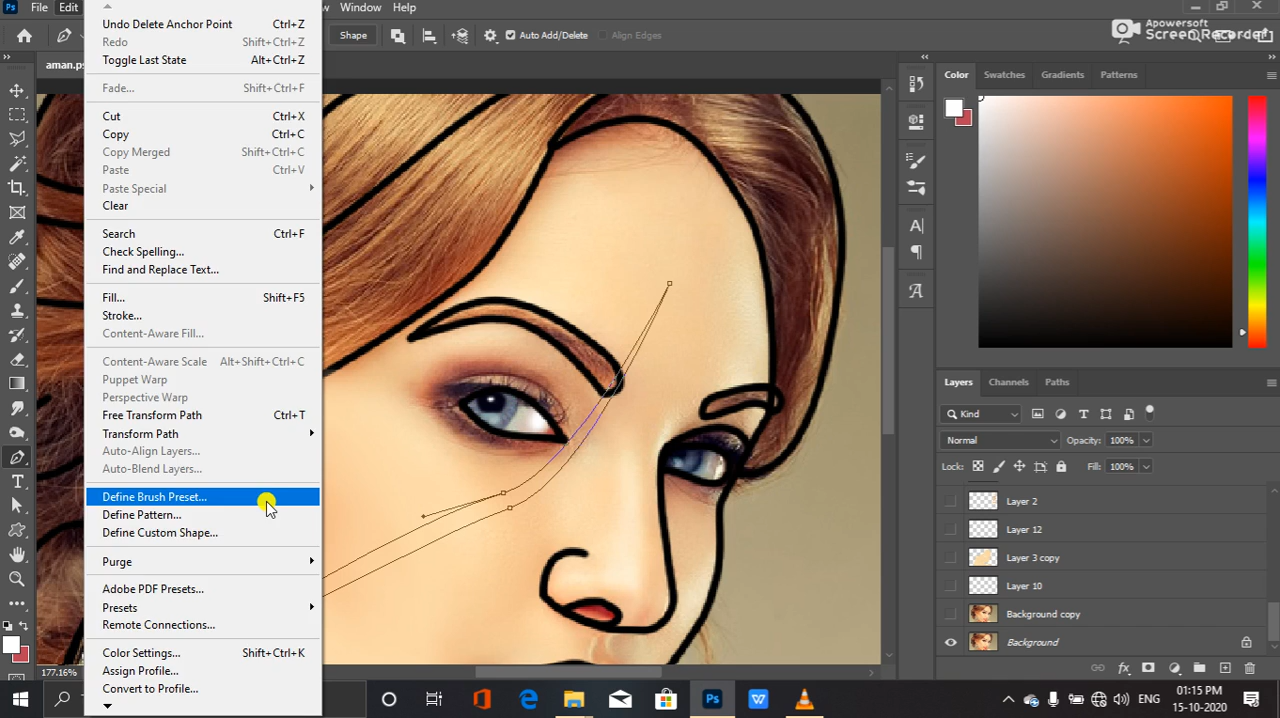 Ps File Edit w Window Help
Apowersoft
Screen Recorder
Shape Auto Add/Delete Align Edges
aman.ps
Undo Delete Anchor Point Ctrl+Z
Redo Shift+Ctrl+Z
Toggle Last State Alt+Ctrl+Z
Fade... Shift+Ctrl+F
Cut Ctrl+X
Copy Ctrl+C
Copy Merged Shift+Ctrl+C
Paste Ctrl+V
Paste Special
Clear
Search Ctrl+F
Check Spelling...
Find and Replace Text...
Fill... Shift+F5
Stroke...
Content-Aware Fill...
Content-Aware Scale Alt+Shift+Ctrl+C
Puppet Warp
Perspective Warp
Free Transform Path Ctrl+T
Transform Path
Auto-Align Layers...
Auto-Blend Layers...
Define Brush Preset...
Define Pattern...
Define Custom Shape...
Purge
Adobe PDF Presets...
Presets
Remote Connections...
Color Settings... Shift+Ctrl+K
Assign Profile...
Convert to Profile...
Color Swatches Gradients Patterns
Layers Channels Paths
Kind
Normal Opacity: 100%
Lock: Fill: 100%
Layer 2
Layer 12
Layer 3 copy
Layer 10
Background copy
Background
fx
177.16%
T
Ps W ENG 01:15 PM
15-10-2020